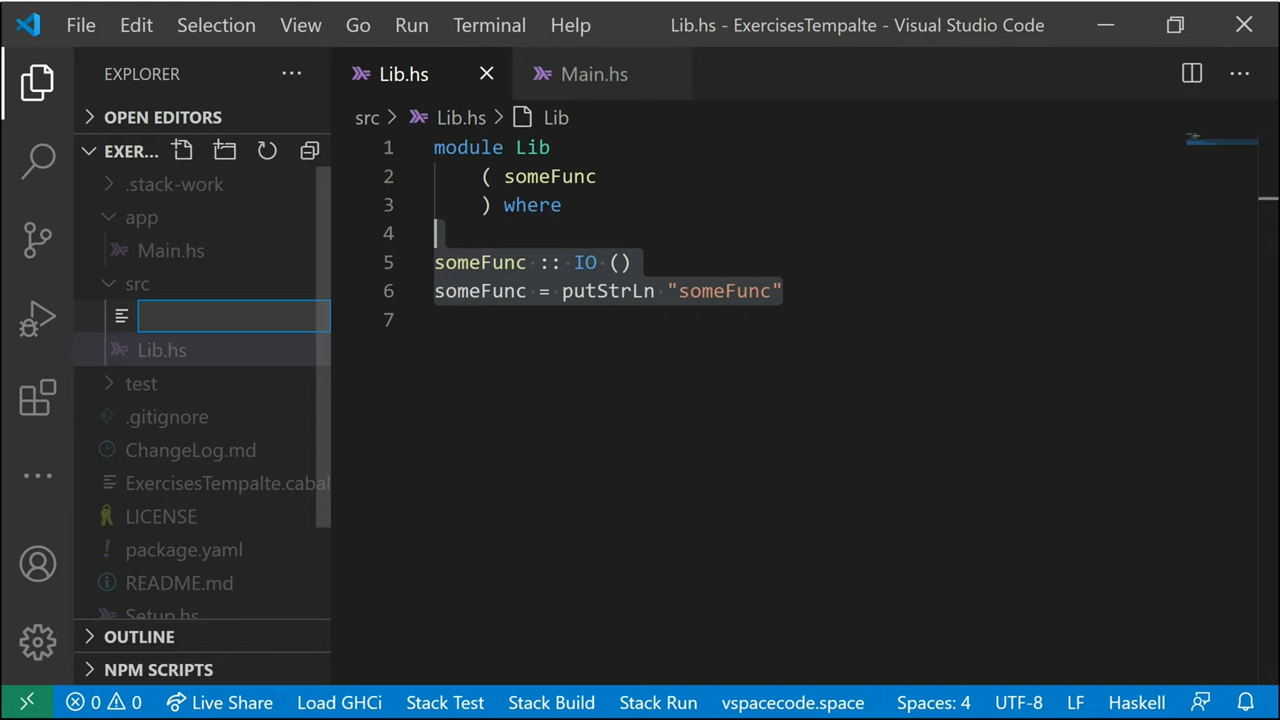 File Edit Selection View Go Run Terminal Help Lib.hs - ExercisesTempalte - Visual Studio Code
EXPLORER
Lib.hs Main.hs
OPEN EDITORS
src > Lib.hs > Lib
EXER...
.stack-work
app
Main.hs
src
Lib.hs
test
.gitignore
ChangeLog.md
ExercisesTempalte.cabal
LICENSE
package.yaml
README.md
Setup.hs
OUTLINE
NPM SCRIPTS
1 module Lib
2 ( someFunc
3 ) where
4
5 someFunc :: IO ()
6 someFunc = putStrLn "someFunc"
7
0 0 Live Share Load GHCi Stack Test Stack Build Stack Run vspacecode.space Spaces: 4 UTF-8 LF Haskell